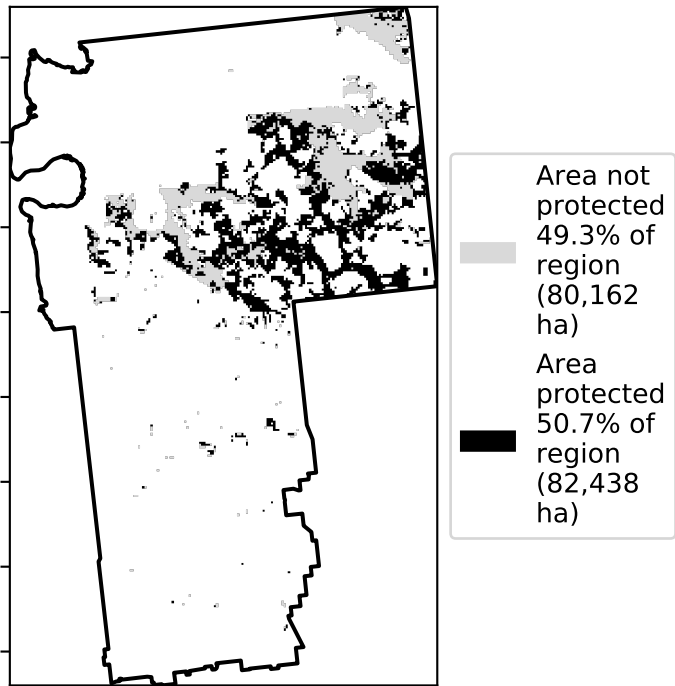 Area not
protected
49.3% of
region
(80,162
ha)
Area
protected
50.7% of
region
(82,438
ha)